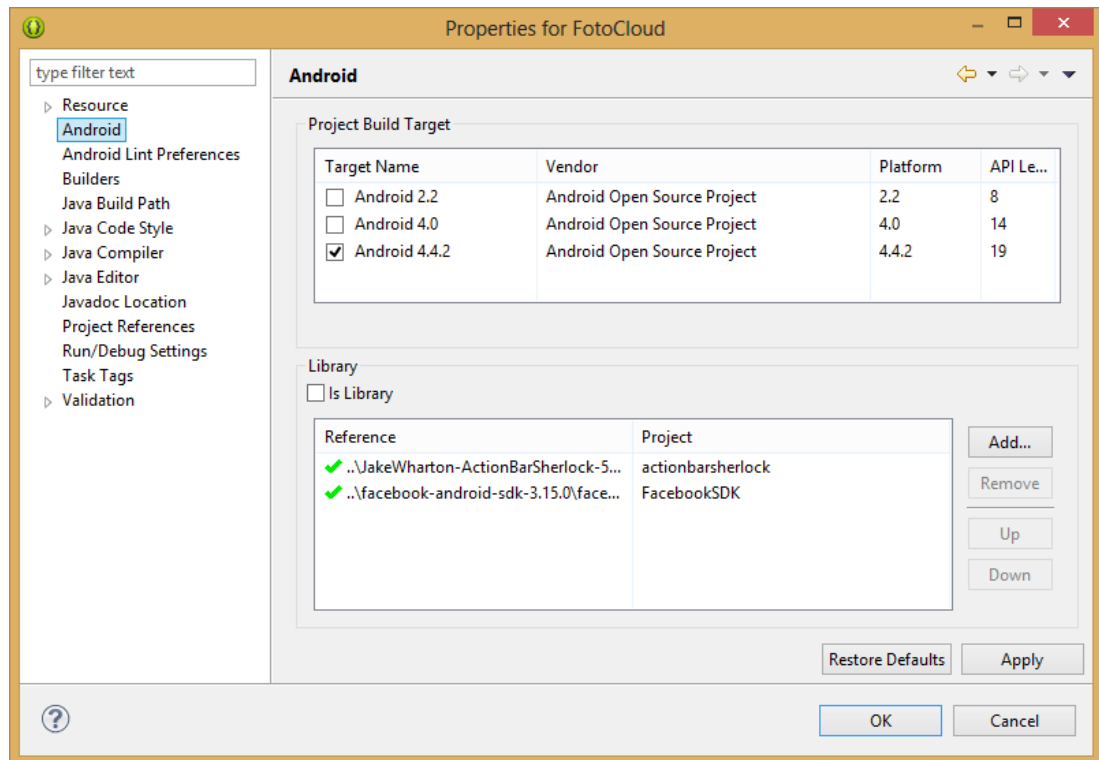 Properties for FotoCloud
type filter text
Resource
Android
Android Lint Preferences
Builders
Java Build Path
Java Code Style
Java Compiler
Java Editor
Javadoc Location
Project References
Run/Debug Settings
Task Tags
Validation
Android
Project Build Target
Target Name Vendor Platform API Le...
Android 2.2 Android Open Source Project 2.2 8
Android 4.0 Android Open Source Project 4.0 14
Android 4.4.2 Android Open Source Project 4.4.2 19
Library
Is Library
Reference Project
..\JakeWharton-ActionBarSherlock-5... actionbarsherlock
..\facebook-android-sdk-3.15.0\face... FacebookSDK
Add...
Remove
Up
Down
Restore Defaults Apply
OK Cancel